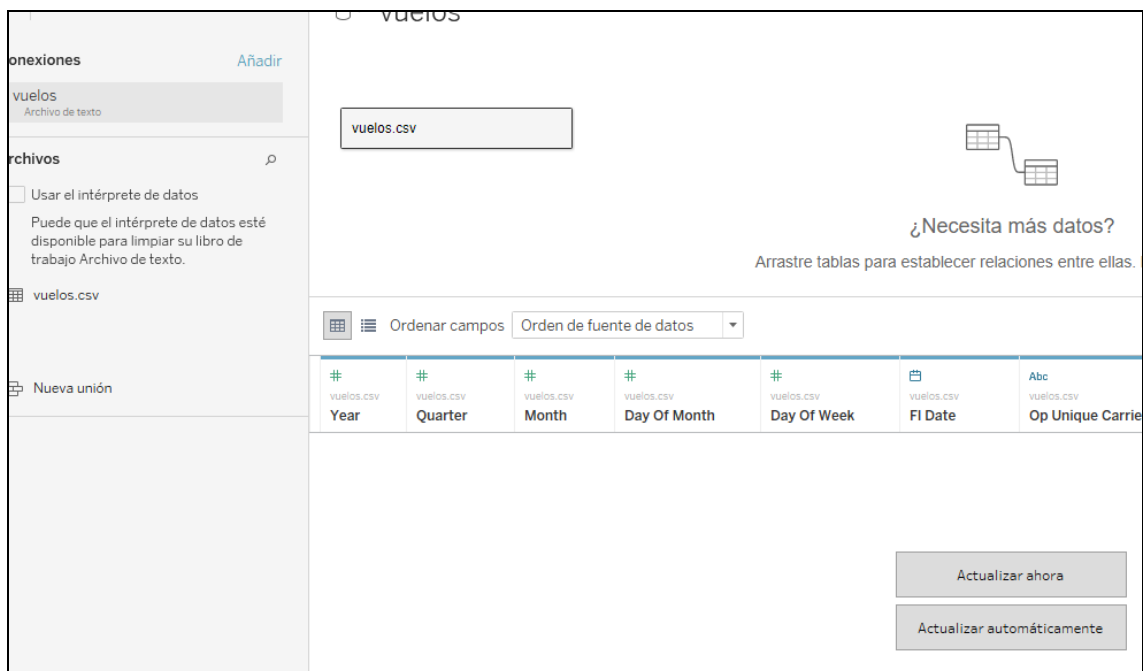 vuelos
onexiones Añadir
vuelos
Archivo de texto
vuelos.csv
rchivos
Usar el intérprete de datos
Puede que el intérprete de datos esté
disponible para limpiar su libro de
trabajo Archivo de texto.
vuelos.csv
Nueva unión
¿Necesita más datos?
Arrastre tablas para establecer relaciones entre ellas.
Ordenar campos Orden de fuente de datos
# # # # # Abc
vuelos.csv vuelos.csv vuelos.csv vuelos.csv vuelos.csv vuelos.csv vuelos.csv
Year Quarter Month Day Of Month Day Of Week Fl Date Op Unique Carrie
Actualizar ahora
Actualizar automáticamente